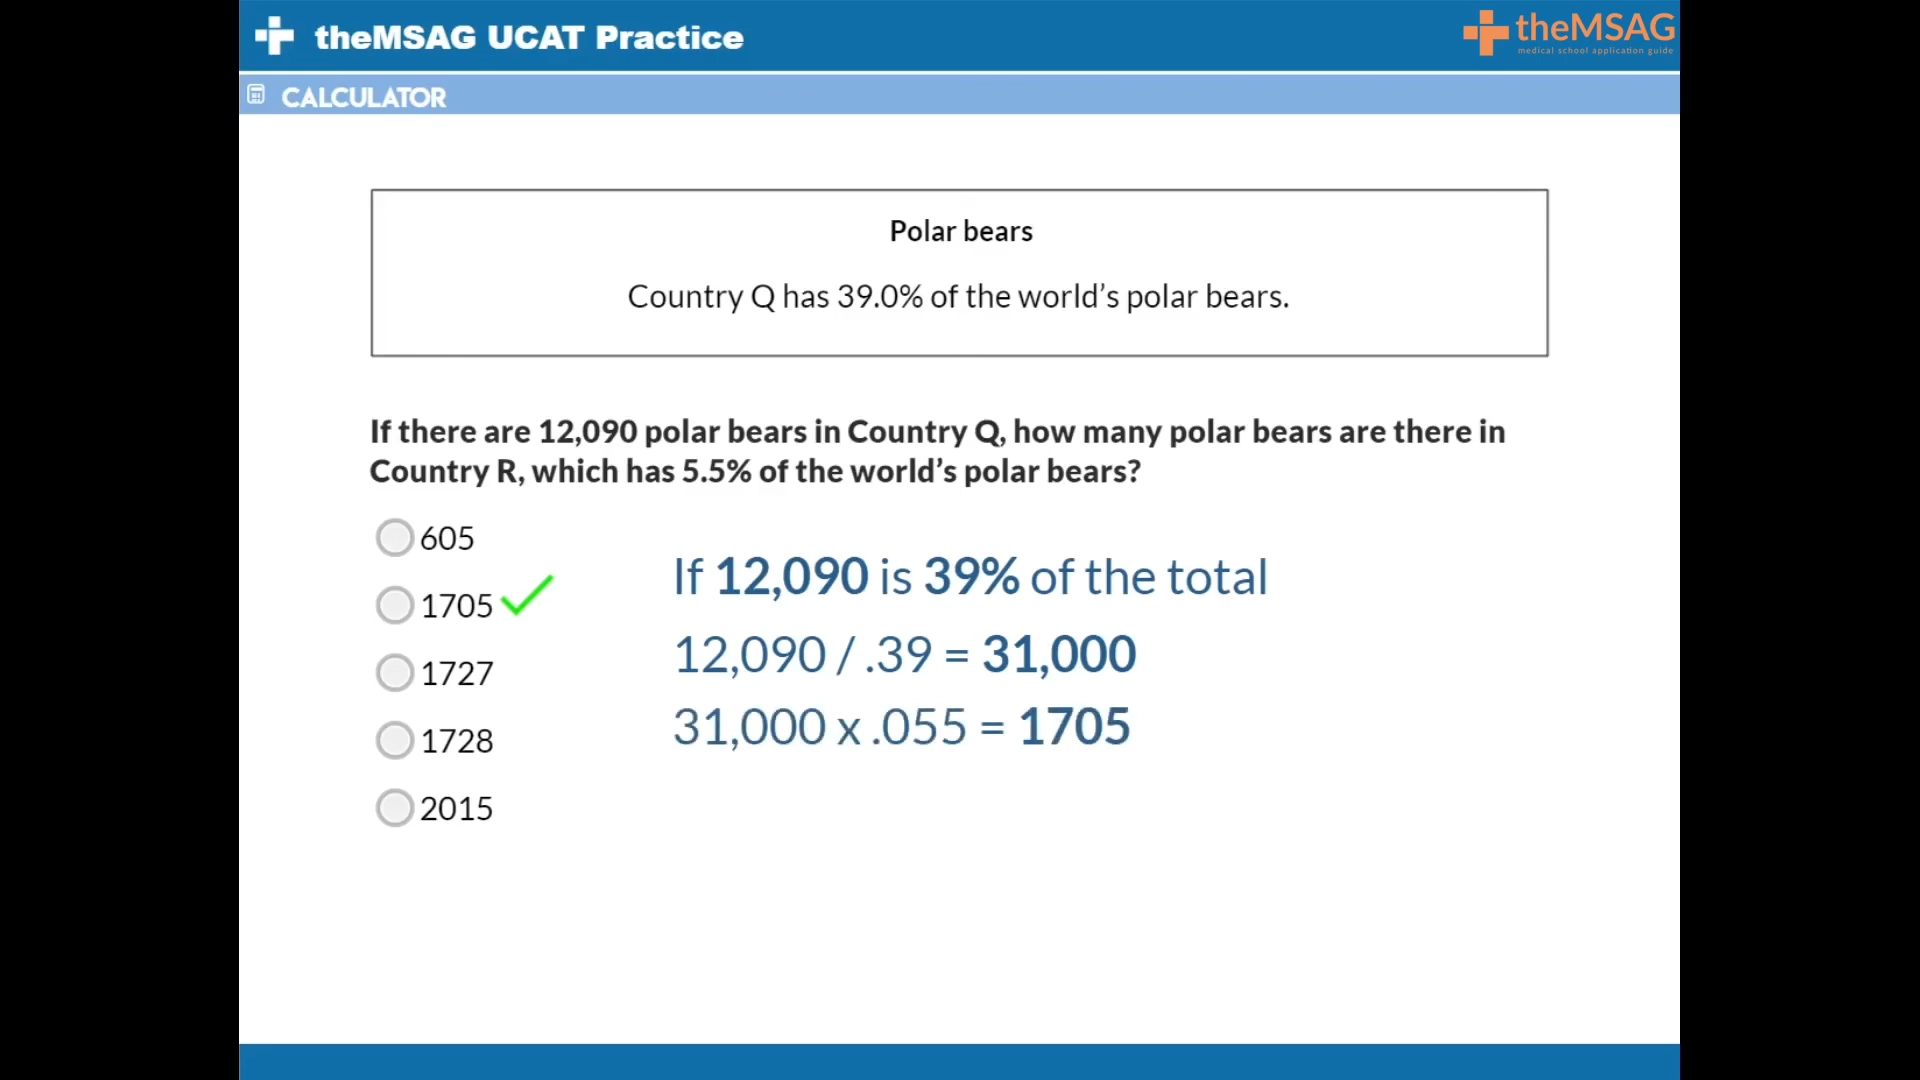 theMSAG UCAT Practice
theMSAG
medical school application guide
CALCULATOR
Polar bears
Country Q has 39.0% of the world’s polar bears.
If there are 12,090 polar bears in Country Q, how many polar bears are there in
Country R, which has 5.5% of the world’s polar bears?
605
1705
1727
1728
2015
If 12,090 is 39% of the total
12,090 / .39 = 31,000
31,000 x .055 = 1705